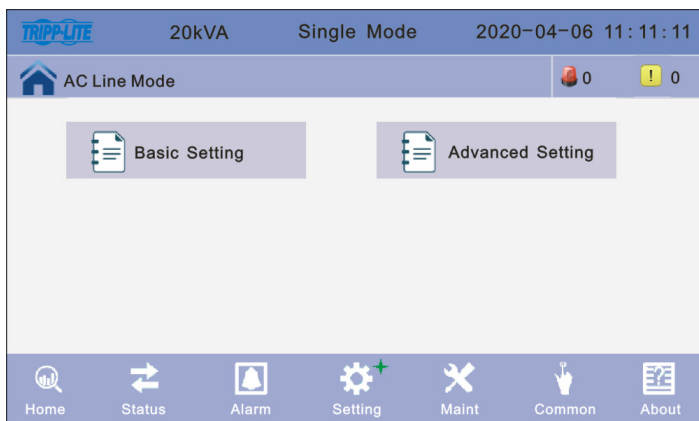 TRIPP·LITE 20kVA Single Mode 2020-04-06 11:11:11
AC Line Mode 0 ! 0
Basic Setting Advanced Setting
Home Status Alarm Setting Maint Common About